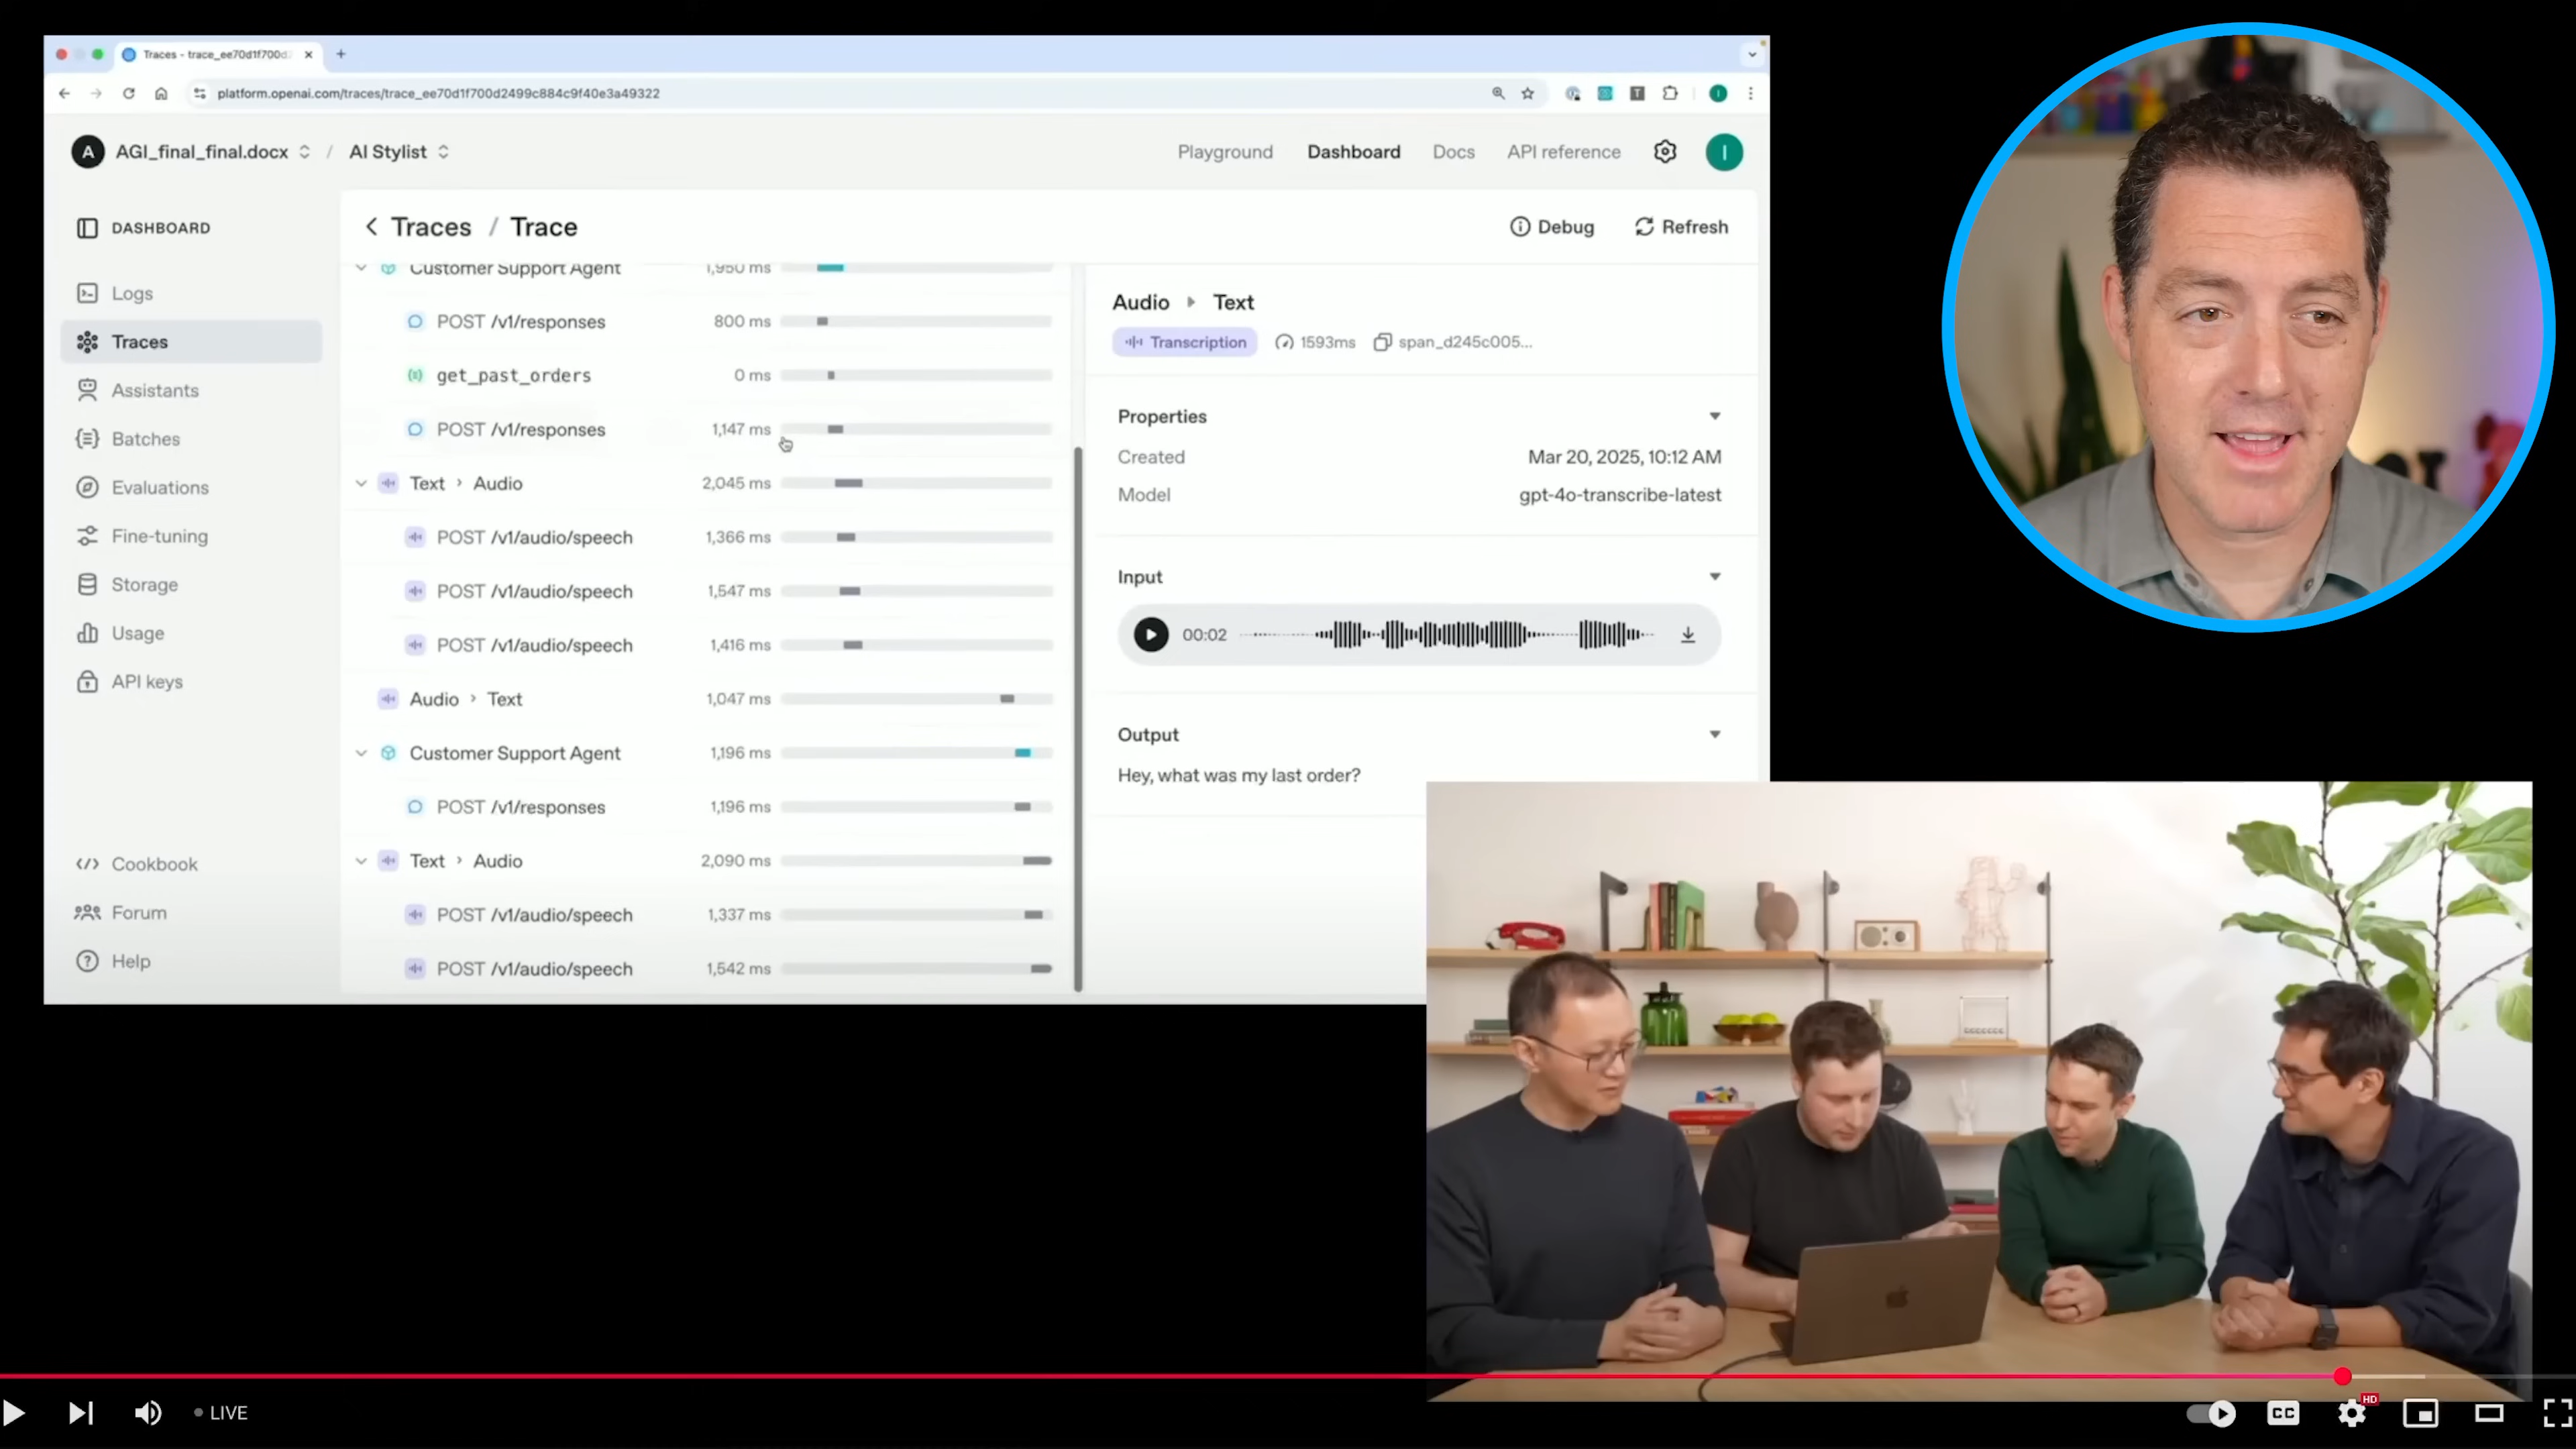 Traces - trace_ee70d1f700d2
platform.openai.com/traces/trace_ee70d1f700d2499c884c9f40e3a49322
A AGI_final_final.docx / AI Stylist
Playground Dashboard Docs API reference I
DASHBOARD
Logs
Traces
Assistants
Batches
Evaluations
Fine-tuning
Storage
Usage
API keys
Cookbook
Forum
Help
Traces / Trace
Debug Refresh
Customer Support Agent 1,950 ms
POST /v1/responses 800 ms
get_past_orders 0 ms
POST /v1/responses 1,147 ms
Text > Audio 2,045 ms
POST /v1/audio/speech 1,366 ms
POST /v1/audio/speech 1,547 ms
POST /v1/audio/speech 1,416 ms
Audio > Text 1,047 ms
Customer Support Agent 1,196 ms
POST /v1/responses 1,196 ms
Text > Audio 2,090 ms
POST /v1/audio/speech 1,337 ms
POST /v1/audio/speech 1,542 ms
Audio Text
Transcription 1593ms span_d245c005...
Properties
Created Mar 20, 2025, 10:12 AM
Model gpt-4o-transcribe-latest
Input
00:02
Output
Hey, what was my last order?
LIVE
CC HD